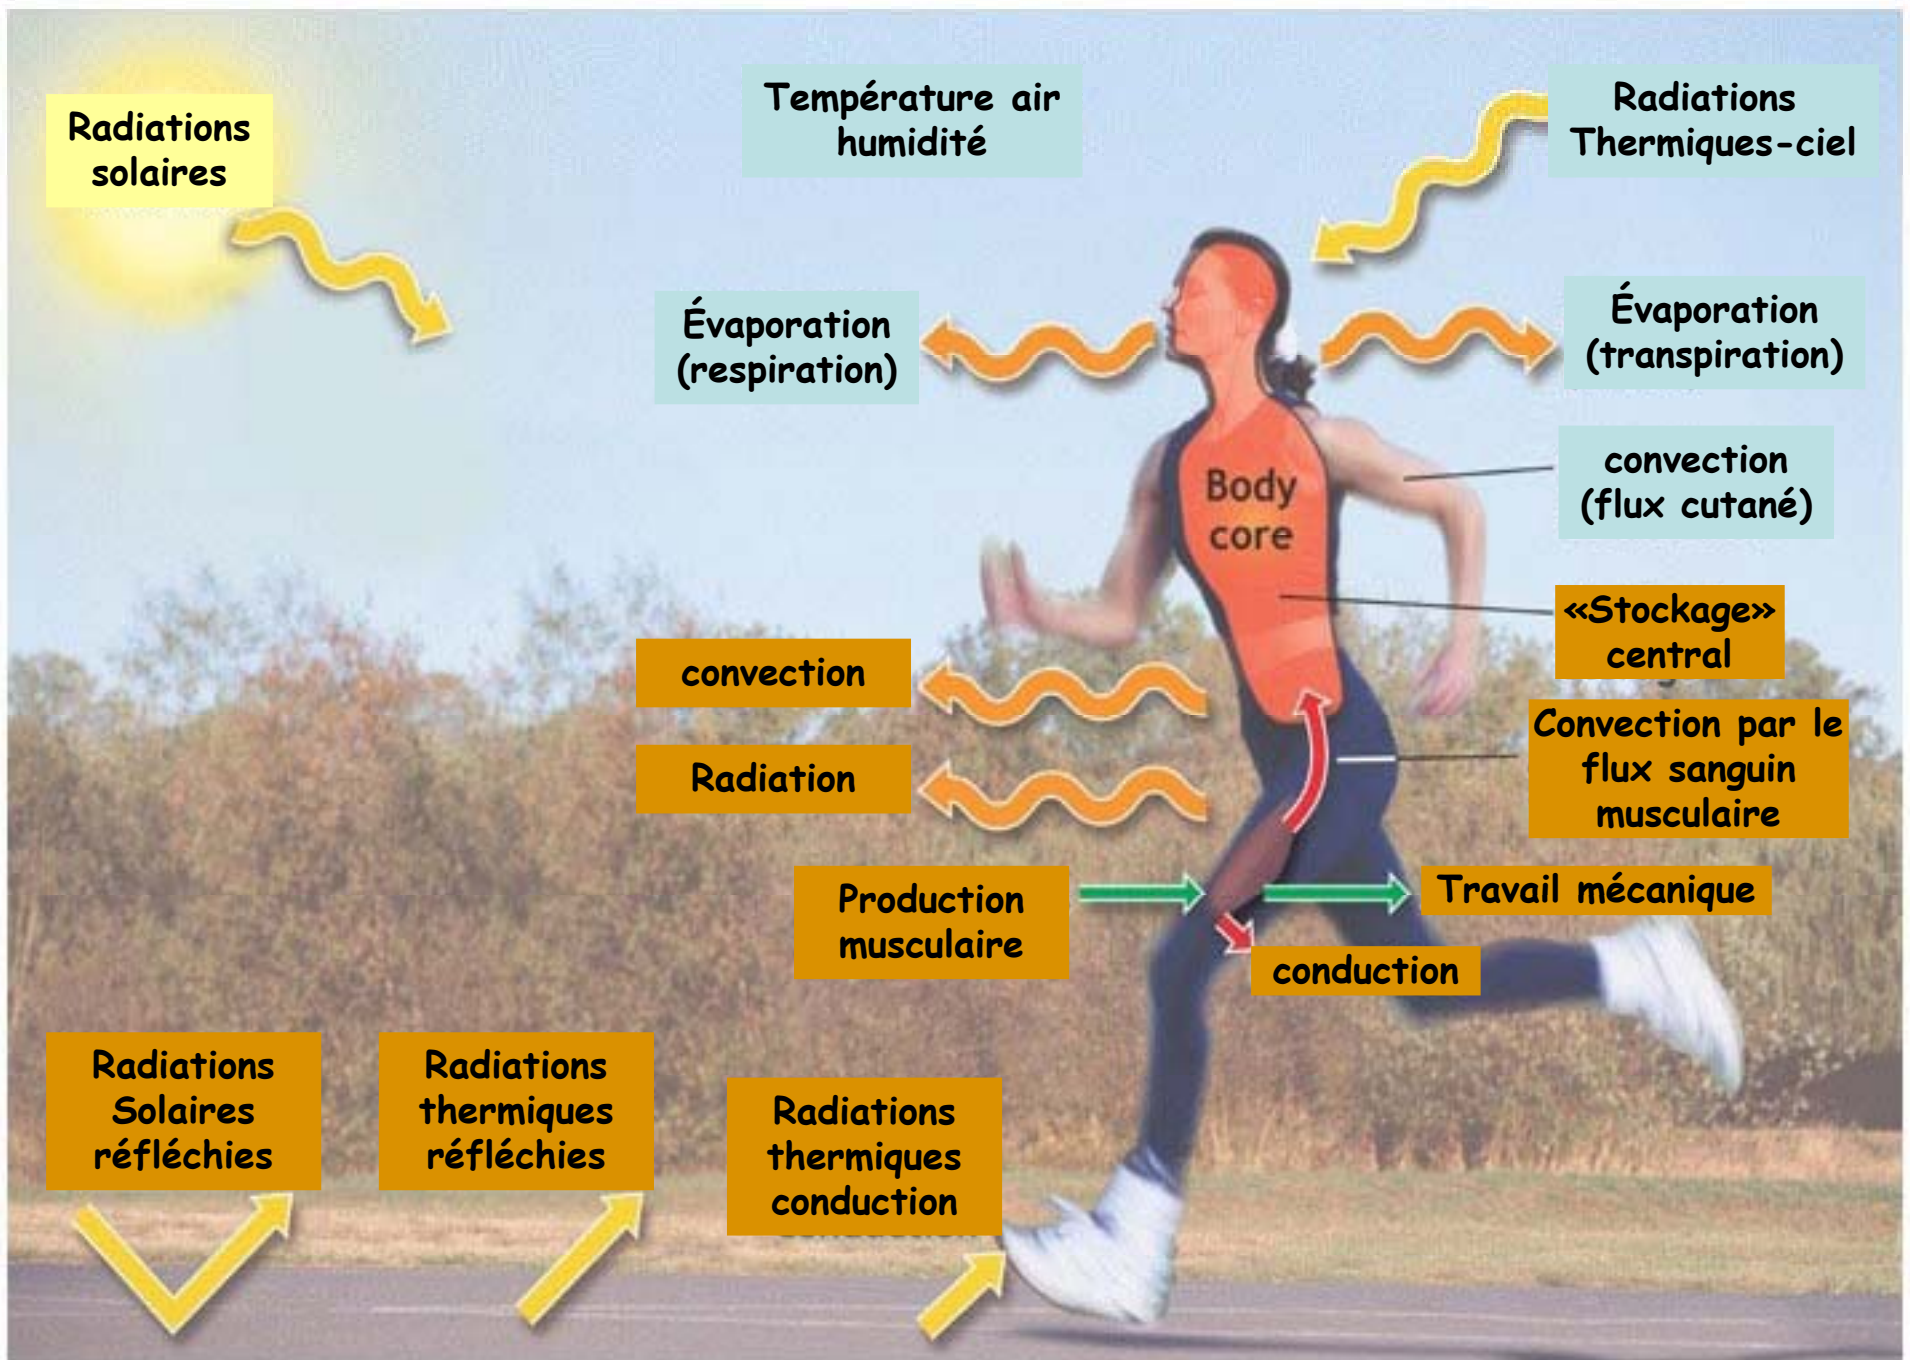 Radiations
solaires
Température air
humidité
Radiations
Thermiques-ciel
Évaporation
(respiration)
Évaporation
(transpiration)
convection
(flux cutané)
Body
core
«Stockage»
central
convection
Convection par le
flux sanguin
musculaire
Radiation
Production
musculaire
Travail mécanique
conduction
Radiations
Solaires
réfléchies
Radiations
thermiques
réfléchies
Radiations
thermiques
conduction